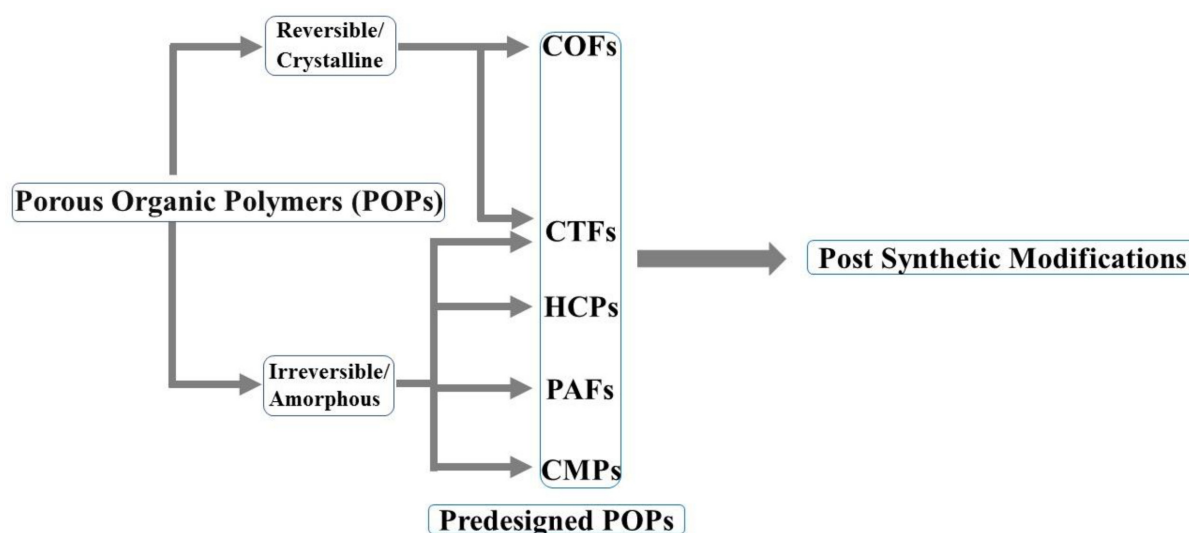 Reversible/
Crystalline
COFs
Porous Organic Polymers (POPs)
CTFs
Post Synthetic Modifications
HCPs
Irreversible/
Amorphous
PAFs
CMPs
Predesigned POPs